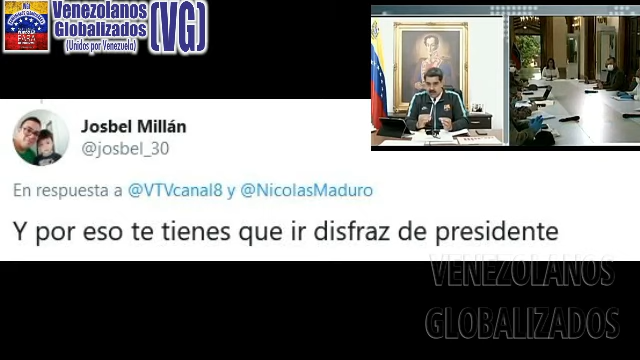 Venezolanos
Globalizados
(Unidos por Venezuela)
(VG)
Josbel Millán
@josbel_30
En respuesta a @VTVcanal8 y @NicolasMaduro
Y por eso te tienes que ir disfraz de presidente
VENEZOLANOS
GLOBALIZADOS